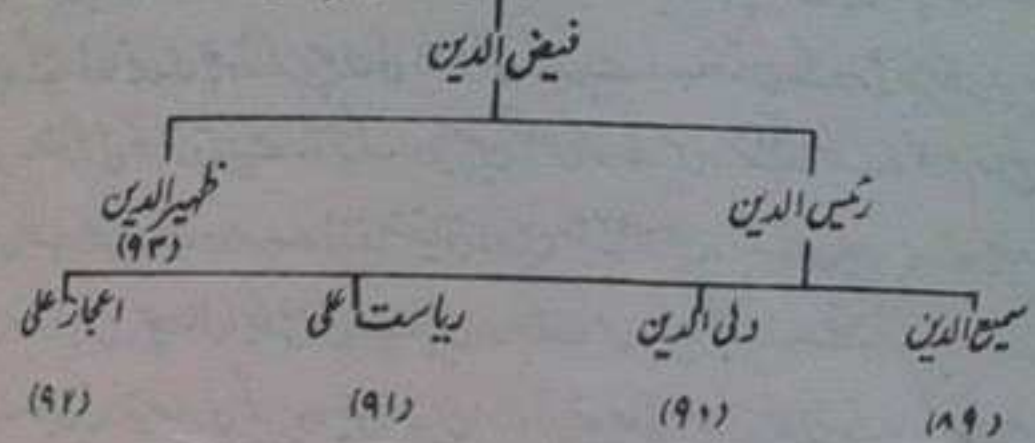 فیض الدین
رئیس الدین ظہیر الدین
(۹۳)
سمیع الدین ولی الدین ریاست علی اعجاز علی
(۸۹) (۹۰) (۹۱) (۹۲)